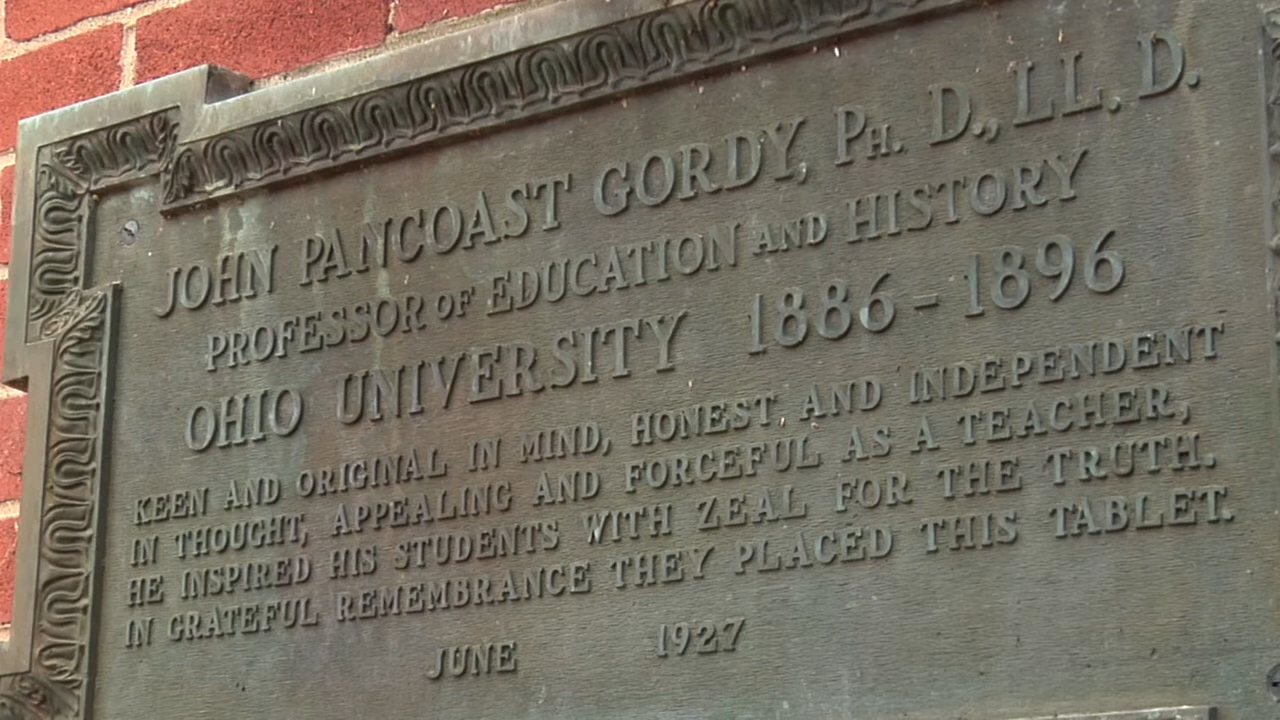 JOHN PANCOAST GORDY, PH. D., LL. D.
PROFESSOR OF EDUCATION AND HISTORY
OHIO UNIVERSITY 1886-1896
KEEN AND ORIGINAL IN MIND, HONEST AND INDEPENDENT
IN THOUGHT, APPEALING AND FORCEFUL AS A TEACHER,
HE INSPIRED HIS STUDENTS WITH ZEAL FOR THE TRUTH.
IN GRATEFUL REMEMBRANCE THEY PLACED THIS TABLET.
JUNE 1927